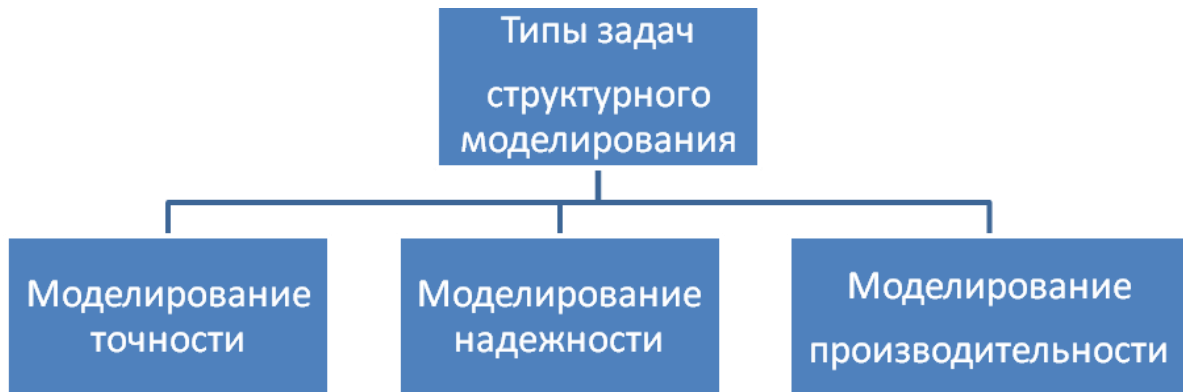 Типы задач
структурного
моделирования
Моделирование
точности
Моделирование
надежности
Моделирование
производительности